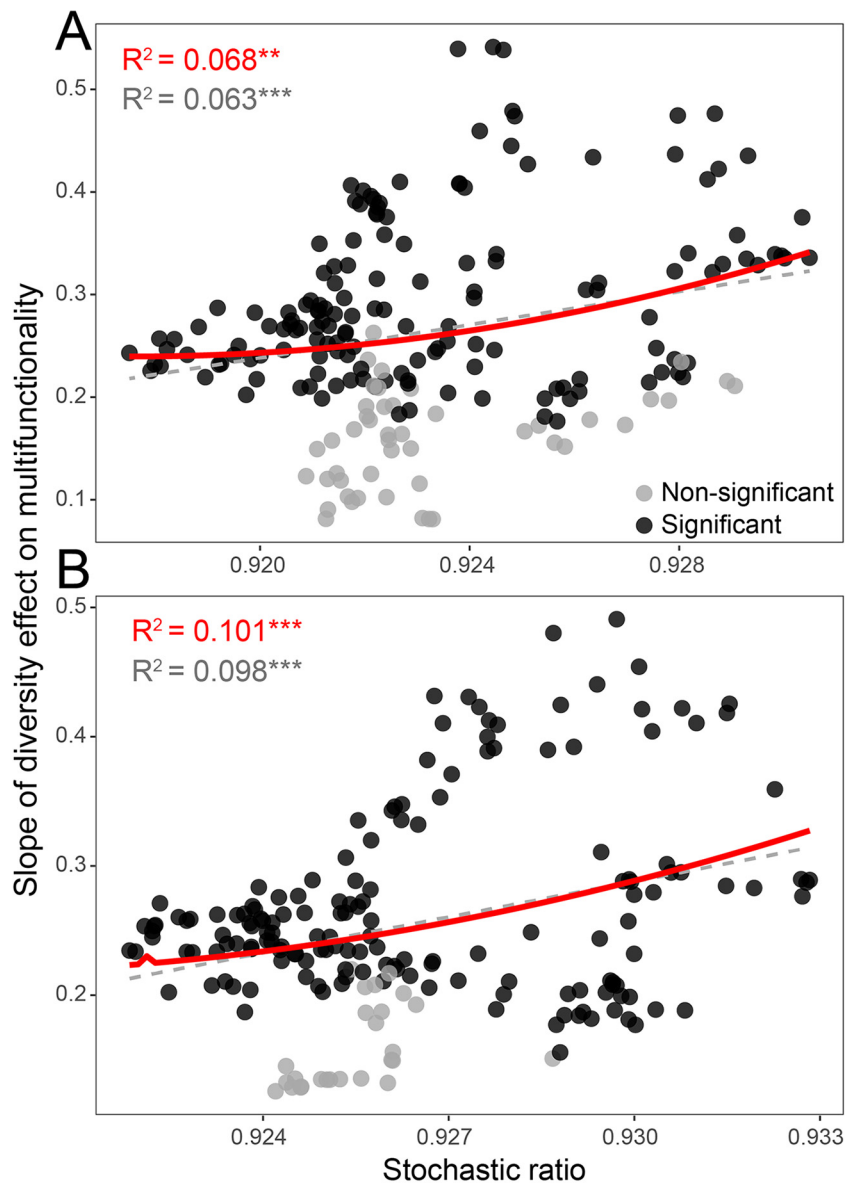 A
R² = 0.068**
R² = 0.063***
0.5
0.4
0.3
0.2
0.1
Non-significant
Significant
0.920 0.924 0.928
Slope of diversity effect on multifunctionality
B
R² = 0.101***
R² = 0.098***
0.5
0.4
0.3
0.2
0.924 0.927 0.930 0.933
Stochastic ratio